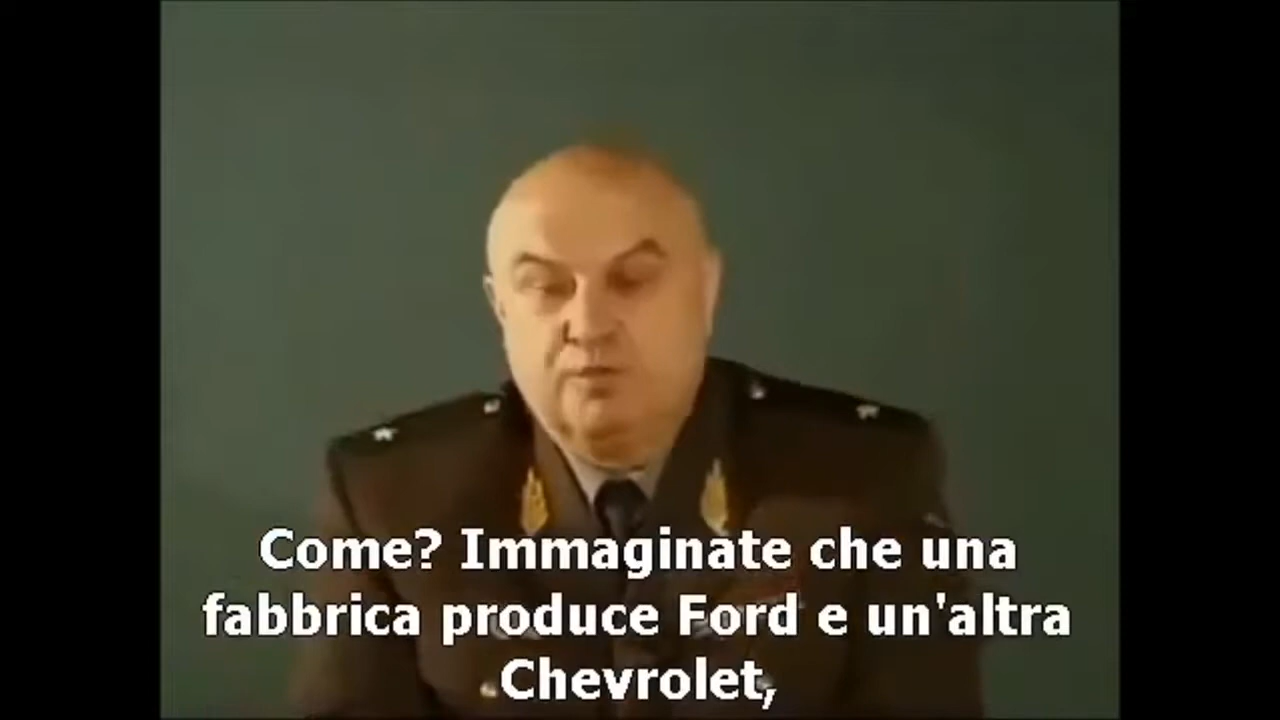 Come? Immaginate che una
fabbrica produce Ford e un'altra
Chevrolet,